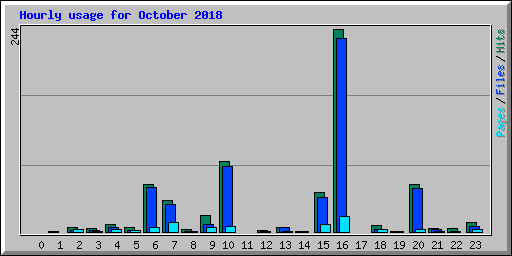 Hourly usage for October 2018
244
Pages/Files/Hits
0 1 2 3 4 5 6 7 8 9 10 11 12 13 14 15 16 17 18 19 20 21 22 23